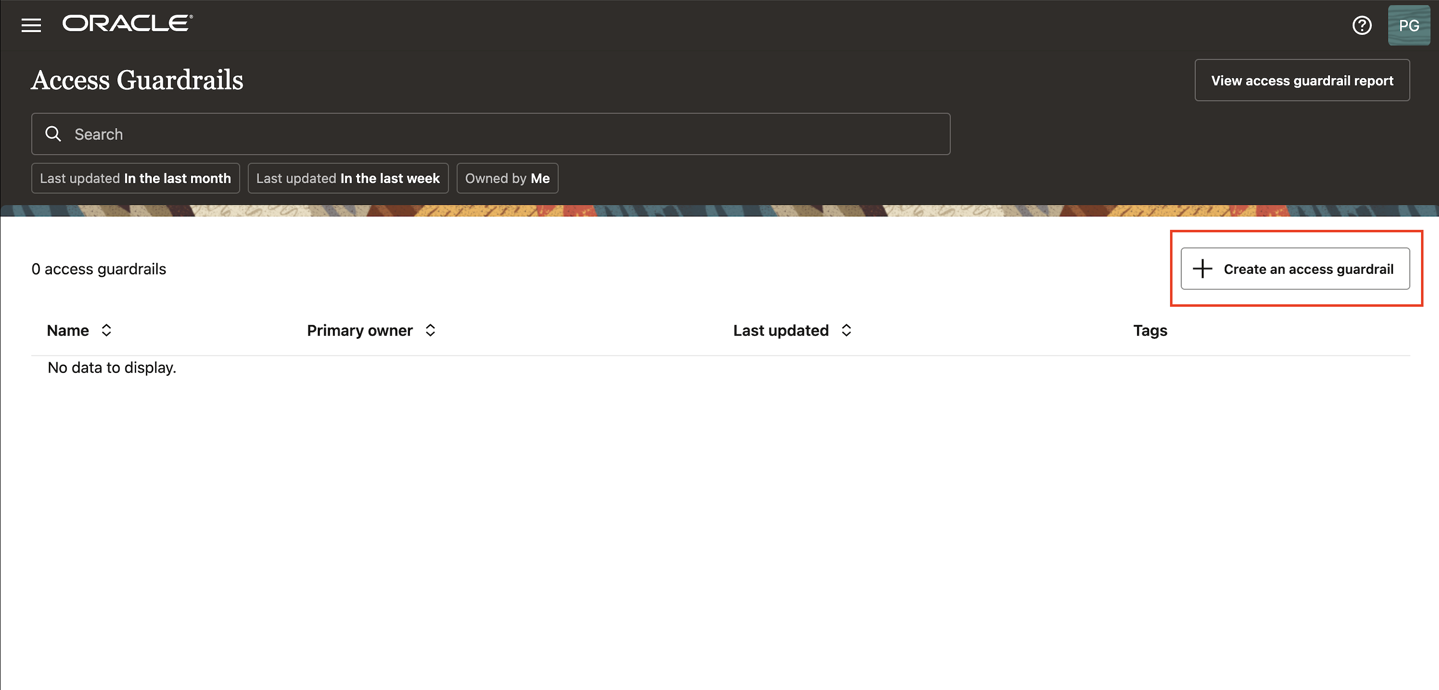 ORACLE®
PG
Access Guardrails
View access guardrail report
Search
Last updated In the last month
Last updated In the last week
Owned by Me
0 access guardrails
Create an access guardrail
Name
Primary owner
Last updated
Tags
No data to display.